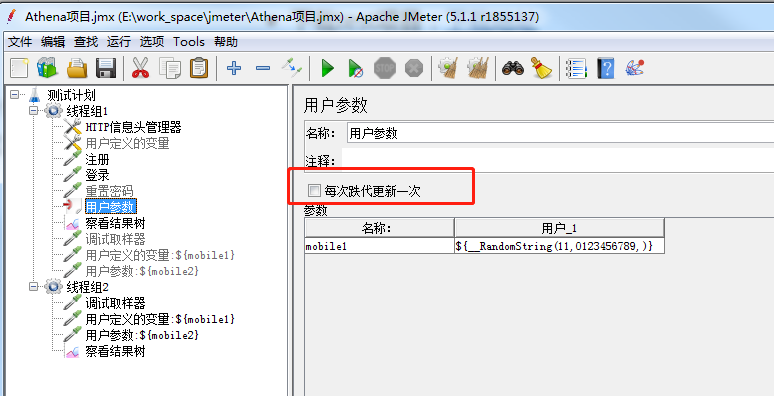 Athena项目.jmx (E:\work_space\jmeter\Athena项目.jmx) - Apache JMeter (5.1.1 r1855137)
文件 编辑 查找 运行 选项 Tools 帮助
测试计划
线程组1
HTTP信息头管理器
用户定义的变量
注册
登录
重置密码
用户参数
察看结果树
调试取样器
用户定义的变量:${mobile1}
用户参数:${mobile2}
线程组2
调试取样器
用户定义的变量:${mobile1}
用户参数:${mobile2}
察看结果树
用户参数
名称: 用户参数
注释:
每次跌代更新一次
参数
名称: 用户_1
mobile1 ${__RandomString(11,0123456789,)}